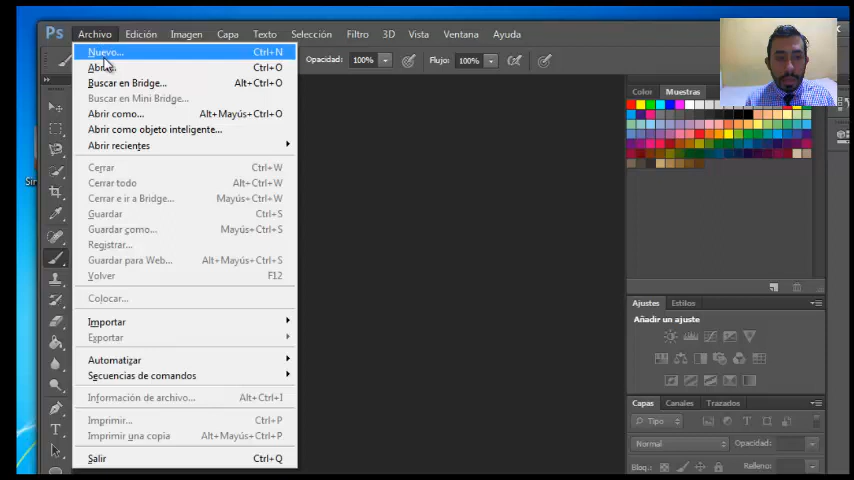 Ps Archivo Edición Imagen Capa Texto Selección Filtro 3D Vista Ventana Ayuda
Opacidad: 100% Flujo: 100%
Nuevo... Ctrl+N
Ctrl+O
Buscar en Bridge... Alt+Ctrl+O
Buscar en Mini Bridge...
Abrir como... Alt+Mayús+Ctrl+O
Abrir como objeto inteligente...
Abrir recientes
Cerrar Ctrl+W
Cerrar todo Alt+Ctrl+W
Cerrar e ir a Bridge... Mayús+Ctrl+W
Guardar Ctrl+S
Guardar como... Mayús+Ctrl+S
Registrar...
Guardar para Web... Alt+Mayús+Ctrl+S
Volver F12
Colocar...
Importar
Exportar
Automatizar
Secuencias de comandos
Información de archivo... Alt+Ctrl+I
Imprimir... Ctrl+P
Imprimir una copia Alt+Mayús+Ctrl+P
Salir Ctrl+Q
Color Muestras
Ajustes Estilos
Añadir un ajuste
Capas Canales Trazados
Tipo
Normal Opacidad:
Bloq.: Relleno: